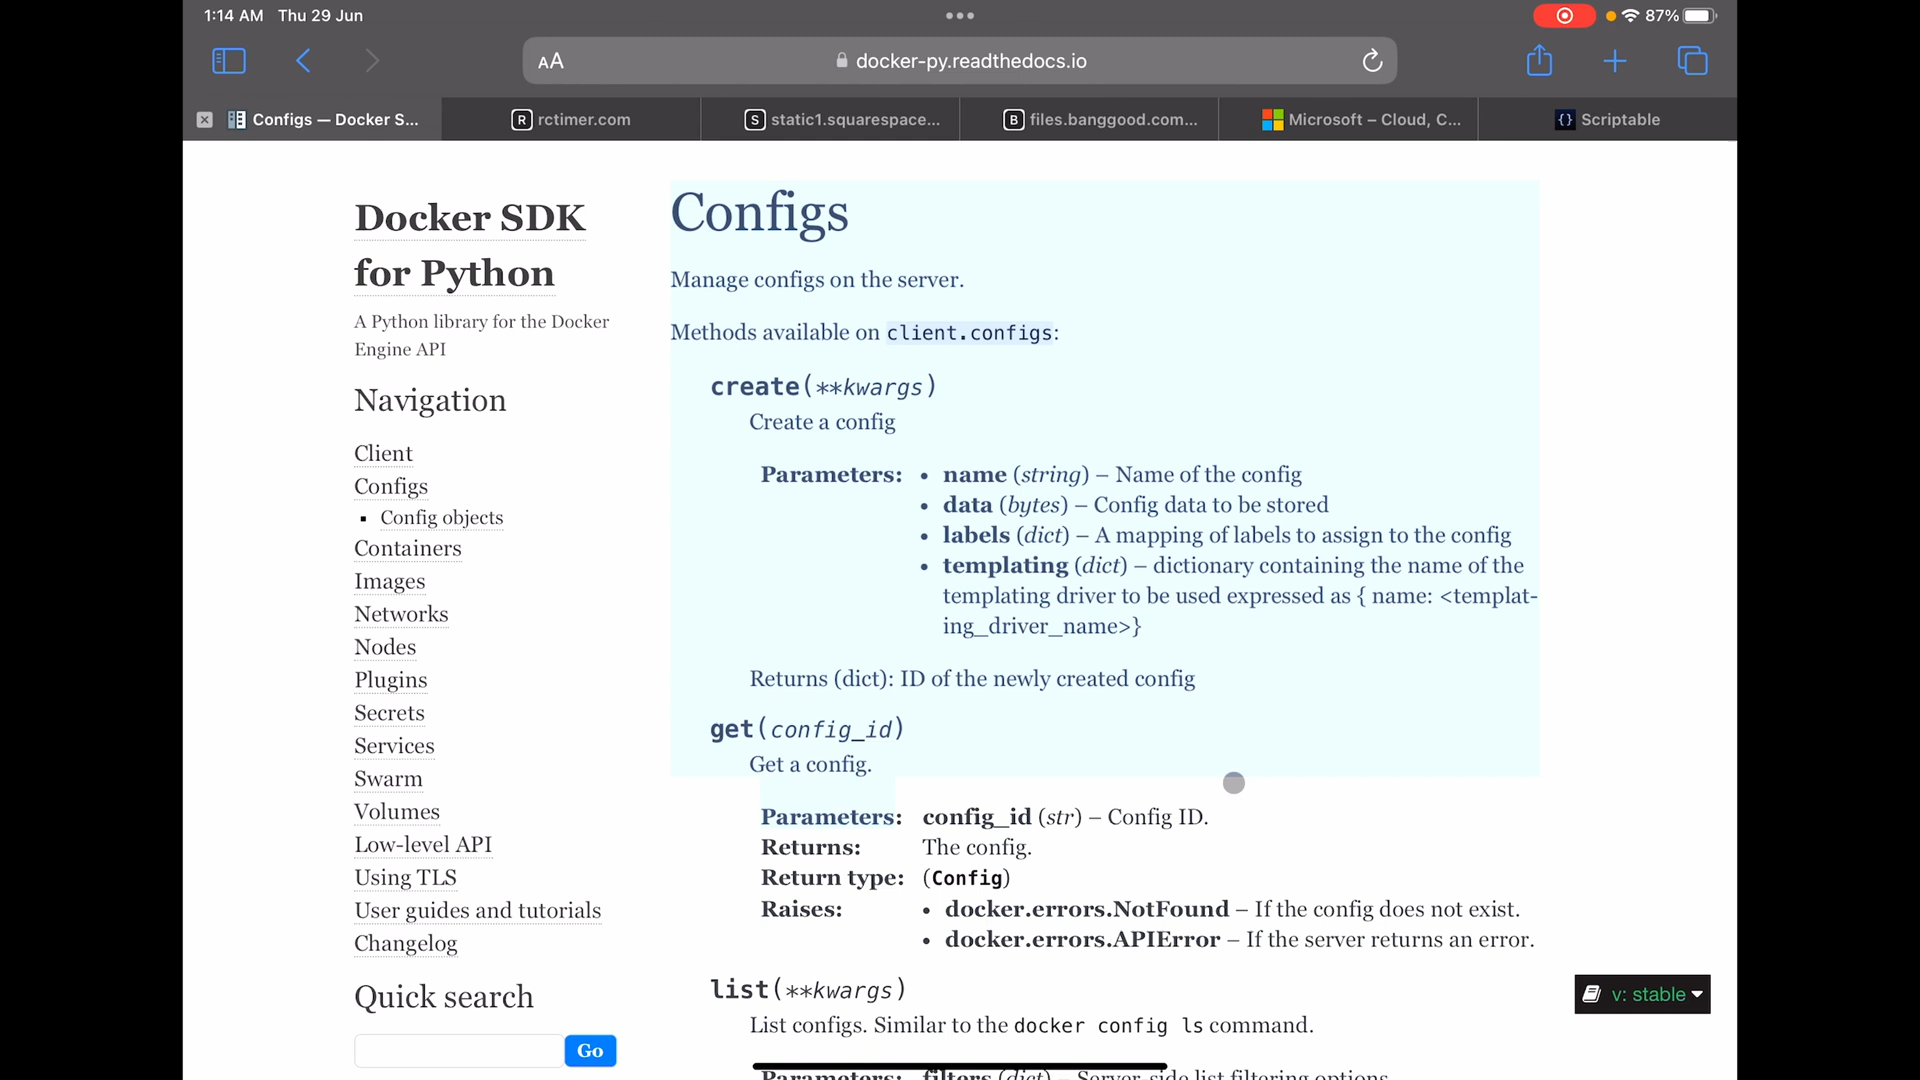 1:14 AM Thu 29 Jun
87%
AA
docker-py.readthedocs.io
Configs — Docker S...
R rctimer.com
S static1.squarespace...
B files.banggood.com...
Microsoft – Cloud, C...
{} Scriptable
Docker SDK
for Python
A Python library for the Docker
Engine API
Navigation
Client
Configs
Config objects
Containers
Images
Networks
Nodes
Plugins
Secrets
Services
Swarm
Volumes
Low-level API
Using TLS
User guides and tutorials
Changelog
Quick search
Go
Configs
Manage configs on the server.
Methods available on client.configs:
create(**kwargs)
Create a config
Parameters: • name (string) – Name of the config
• data (bytes) – Config data to be stored
• labels (dict) – A mapping of labels to assign to the config
• templating (dict) – dictionary containing the name of the
templating driver to be used expressed as { name: <templat-
ing_driver_name>}
Returns (dict): ID of the newly created config
get(config_id)
Get a config.
Parameters: config_id (str) – Config ID.
Returns: The config.
Return type: (Config)
Raises: • docker.errors.NotFound – If the config does not exist.
• docker.errors.APIError – If the server returns an error.
list(**kwargs)
List configs. Similar to the docker config ls command.
Parameters: filters (dict) – Server-side list filtering options
v: stable